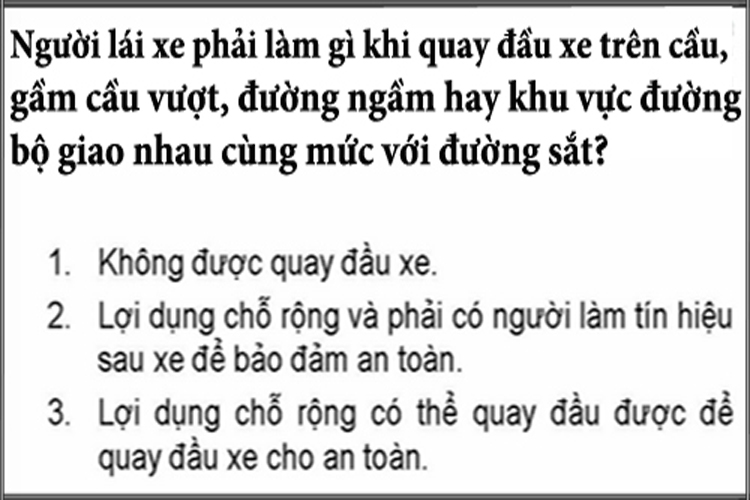 Người lái xe phải làm gì khi quay đầu xe trên cầu,
gầm cầu vượt, đường ngầm hay khu vực đường
bộ giao nhau cùng mức với đường sắt?
1. Không được quay đầu xe.
2. Lợi dụng chỗ rộng và phải có người làm tín hiệu
sau xe để bảo đảm an toàn.
3. Lợi dụng chỗ rộng có thể quay đầu được để
quay đầu xe cho an toàn.